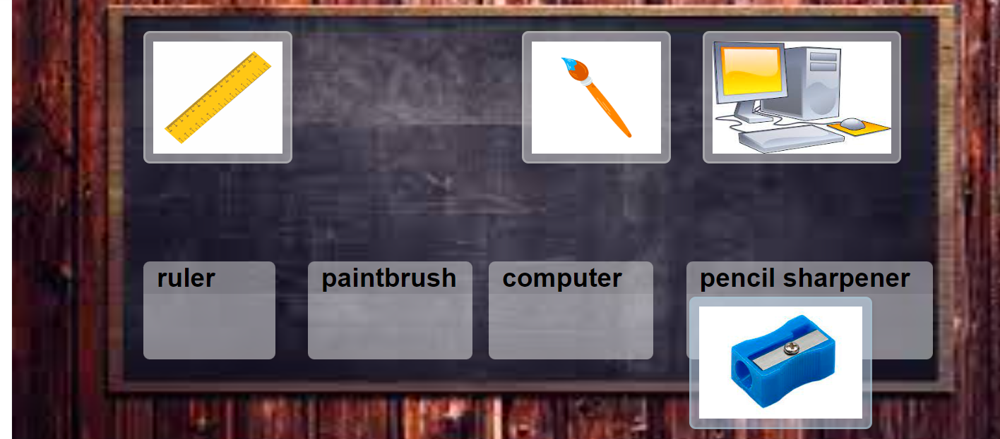 ruler
paintbrush
computer
pencil sharpener